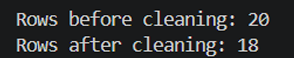 Rows before cleaning: 20
Rows after cleaning: 18